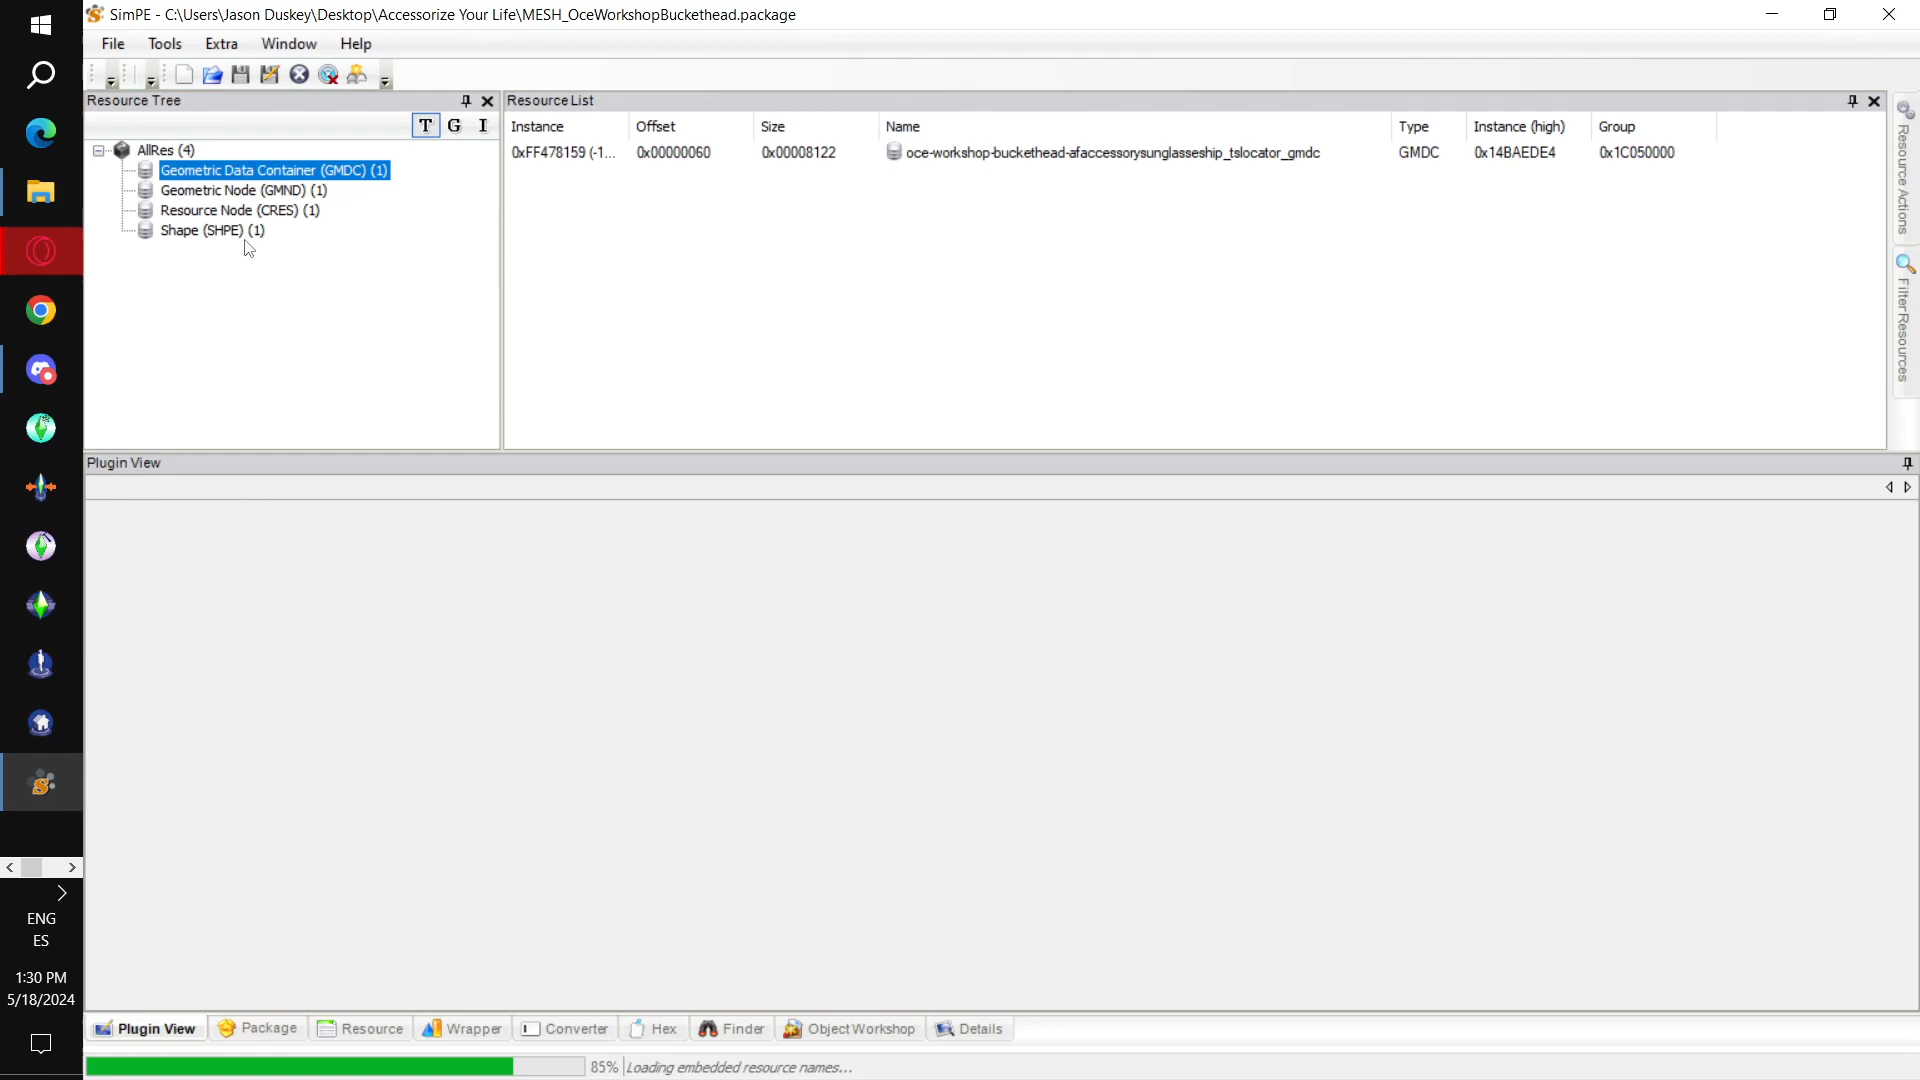 SimPE - C:\Users\Jason Duskey\Desktop\Accessorize Your Life\MESH_OceWorkshopBuckethead.package
File Tools Extra Window Help
Resource Tree
T G I
AllRes (4)
Geometric Data Container (GMDC) (1)
Geometric Node (GMND) (1)
Resource Node (CRES) (1)
Shape (SHPE) (1)
Resource List
Instance Offset Size Name Type Instance (high) Group
0xFF478159 (-1... 0x00000060 0x00008122 oce-workshop-buckethead-afaccessorysunglasseship_tslocator_gmdc GMDC 0x14BAEDE4 0x1C050000
Resource Actions
Filter Resources
Plugin View
ENG
ES
1:30 PM
5/18/2024
Plugin View Package Resource Wrapper Converter Hex Finder Object Workshop Details
85% Loading embedded resource names...